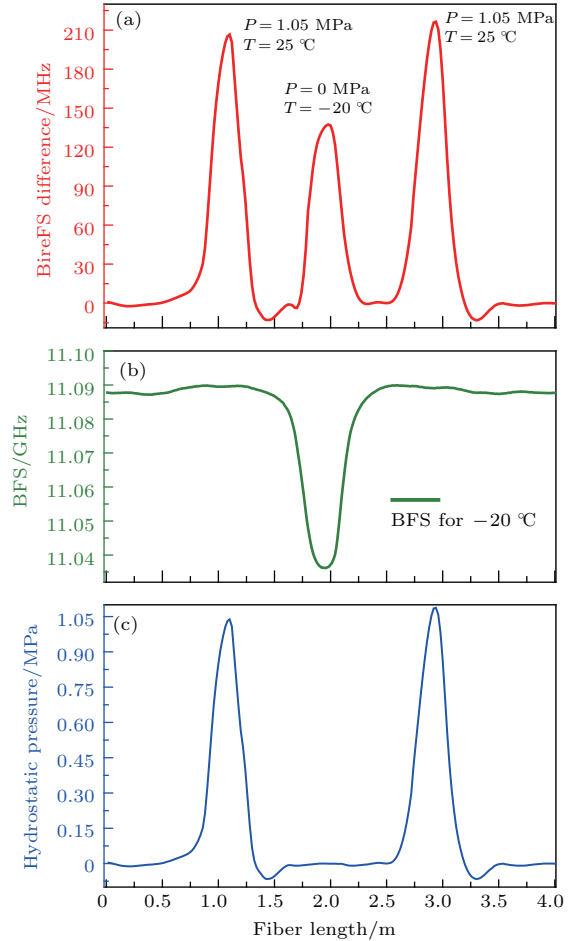 (a)
P = 1.05 MPa
T = 25 ℃
P = 1.05 MPa
T = 25 ℃
P = 0 MPa
T = −20 ℃
210
180
150
120
90
60
30
0
BireFS difference/MHz
(b)
11.10
11.09
11.08
11.07
11.06
11.05
11.04
BFS/GHz
BFS for −20 ℃
(c)
1.05
0.90
0.75
0.60
0.45
0.30
0.15
0
Hydrostatic pressure/MPa
0 0.5 1.0 1.5 2.0 2.5 3.0 3.5 4.0
Fiber length/m